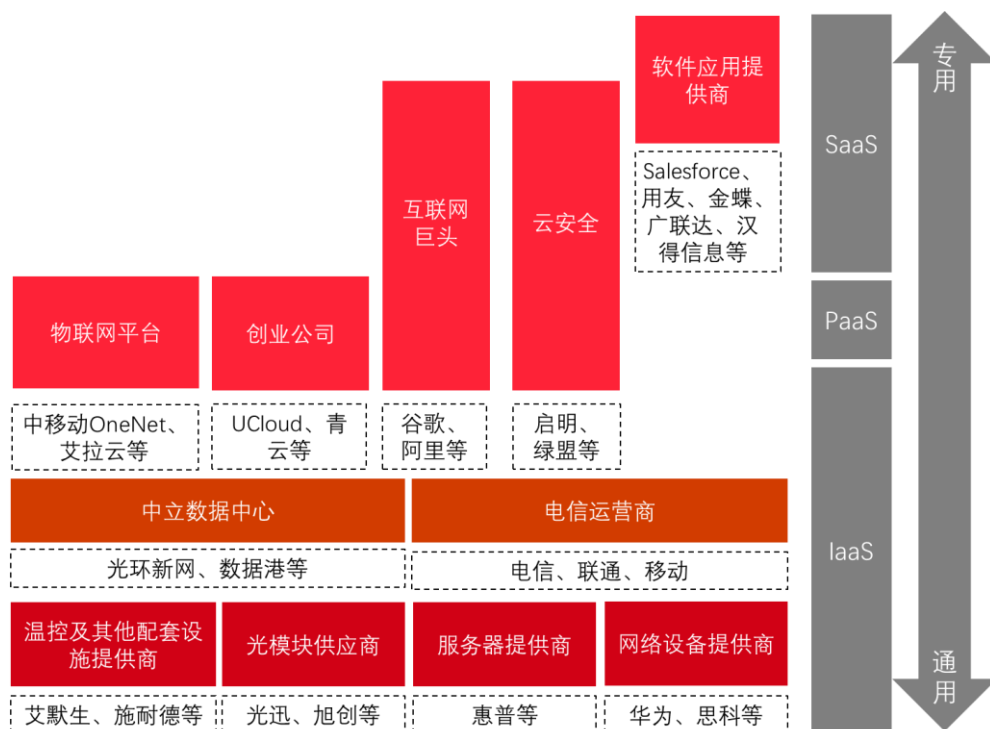 软件应用提
供商
Salesforce、
用友、金蝶、
广联达、汉
得信息等
互联网
巨头
云安全
物联网平台
创业公司
中移动OneNet、
艾拉云等
UCloud、青
云等
谷歌、
阿里等
启明、
绿盟等
中立数据中心
电信运营商
光环新网、数据港等
电信、联通、移动
温控及其他配套设
施提供商
光模块供应商
服务器提供商
网络设备提供商
艾默生、施耐德等
光迅、旭创等
惠普等
华为、思科等
SaaS
PaaS
IaaS
专
用
通
用